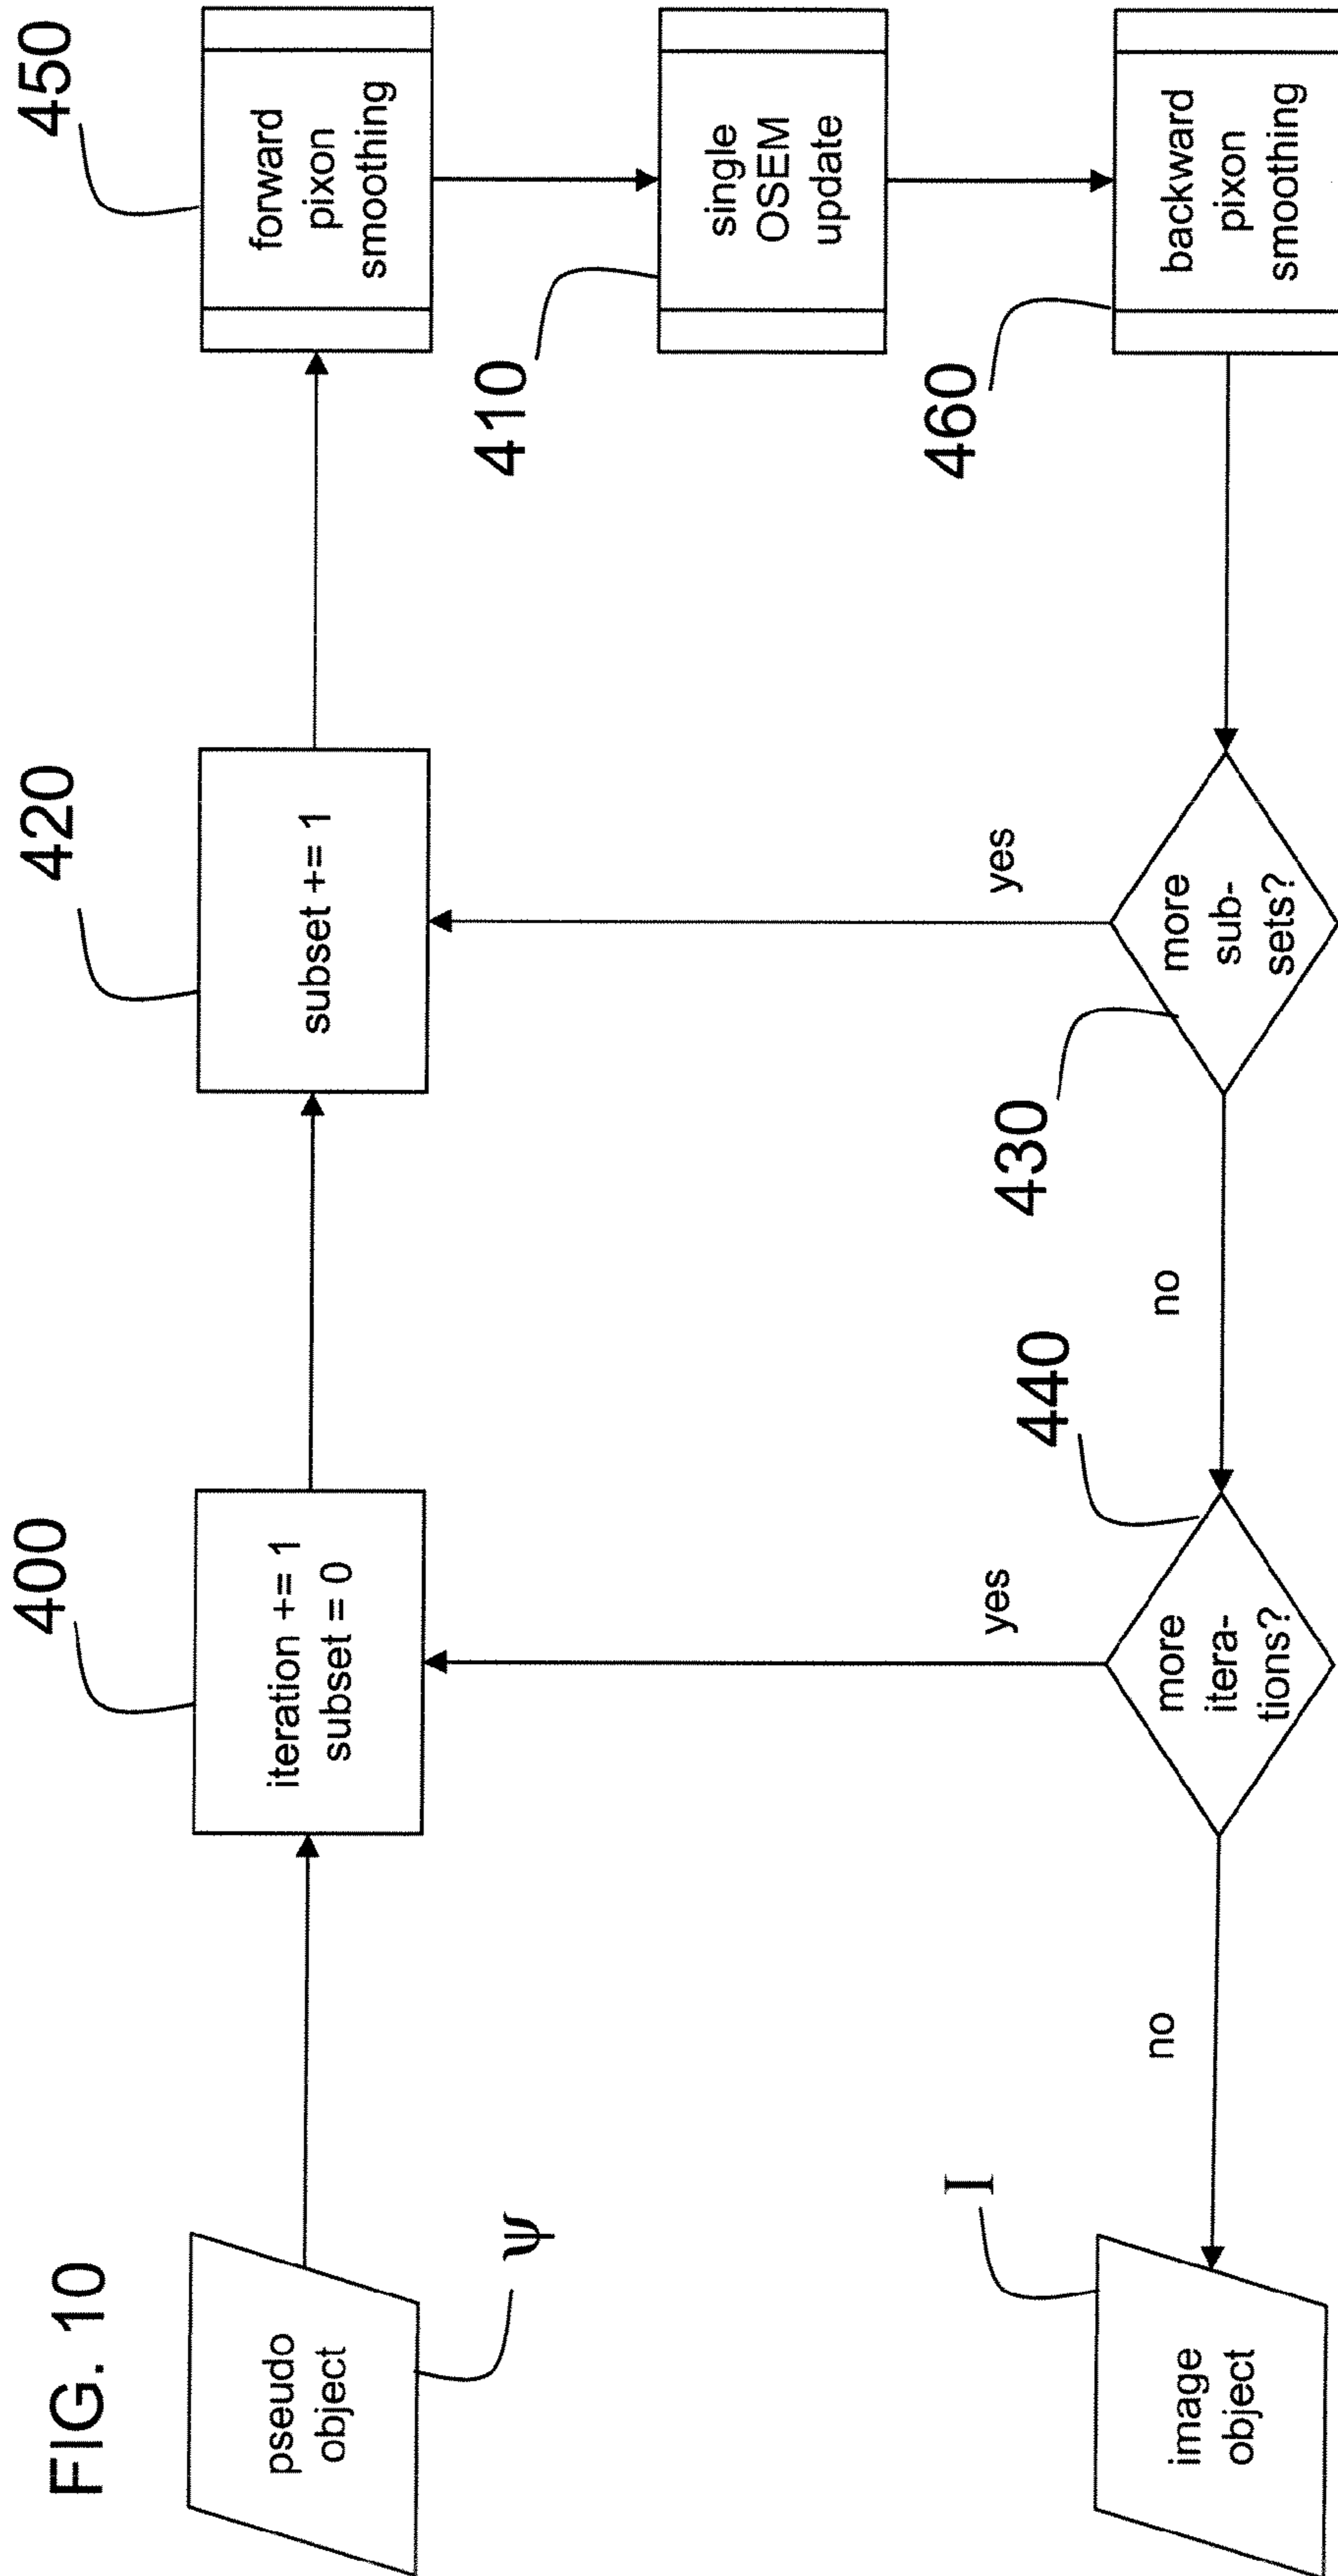 FIG. 10
pseudo
object
ψ
400
iteration += 1
subset = 0
420
subset += 1
450
forward
pixon
smoothing
410
single
OSEM
update
460
backward
pixon
smoothing
430
more
sub-
sets?
yes
no
440
more
itera-
tions?
yes
no
I
image
object